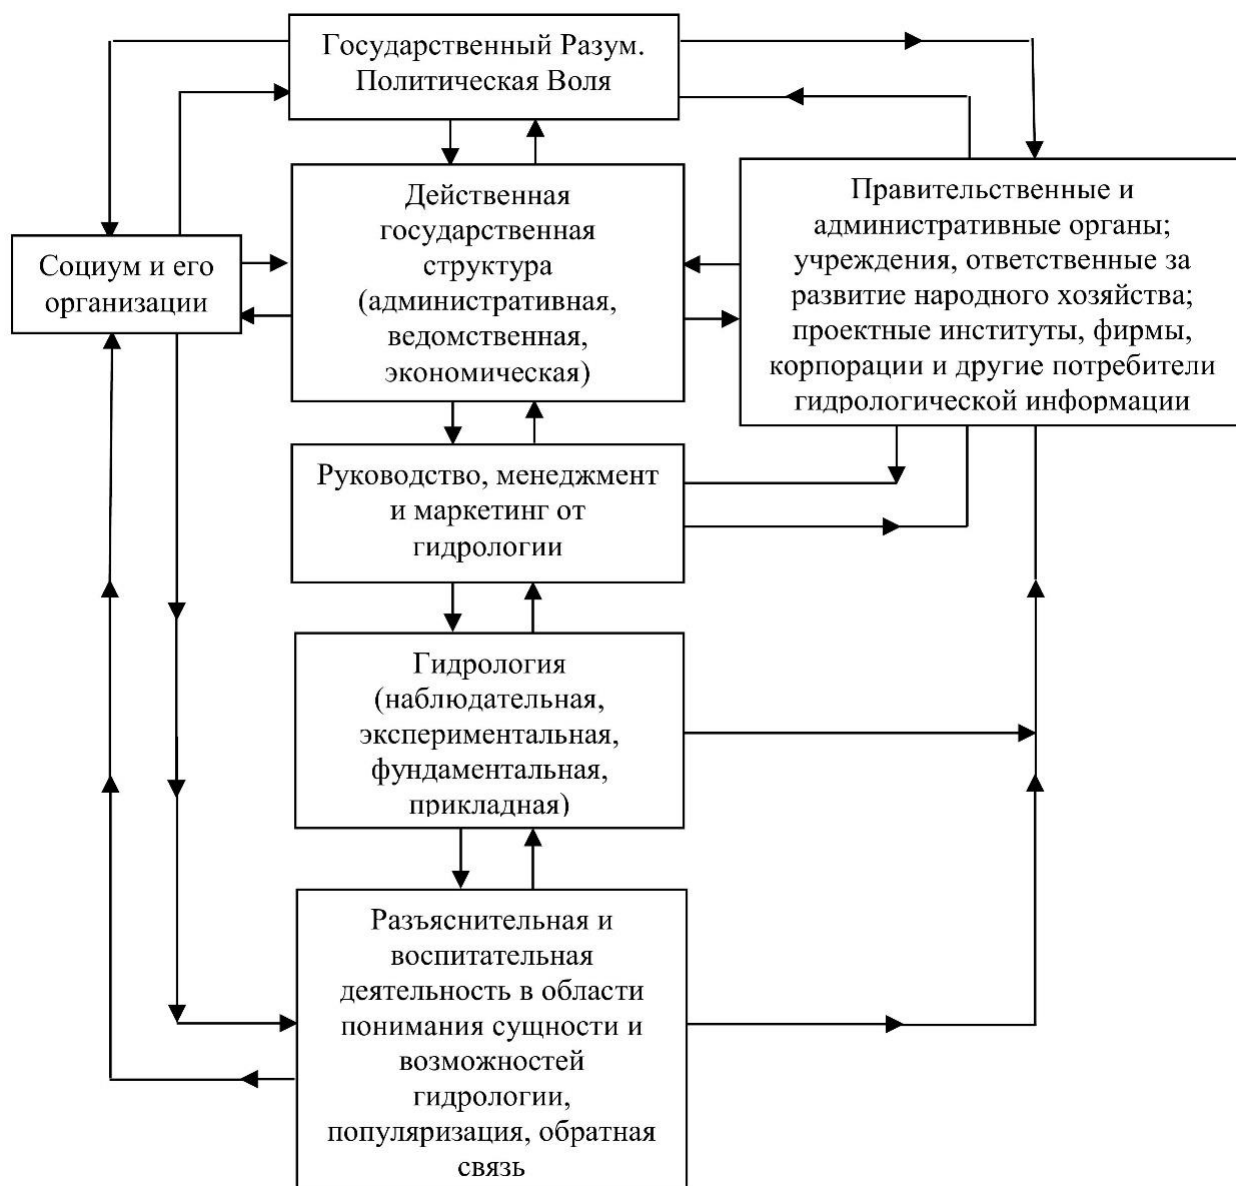 Государственный Разум.
Политическая Воля
Действенная
государственная
структура
(административная,
ведомственная,
экономическая)
Правительственные и
административные органы;
учреждения, ответственные за
развитие народного хозяйства;
проектные институты, фирмы,
корпорации и другие потребители
гидрологической информации
Социум и его
организации
Руководство, менеджмент
и маркетинг от
гидрологии
Гидрология
(наблюдательная,
экспериментальная,
фундаментальная,
прикладная)
Разъяснительная и
воспитательная
деятельность в области
понимания сущности и
возможностей
гидрологии,
популяризация, обратная
связь